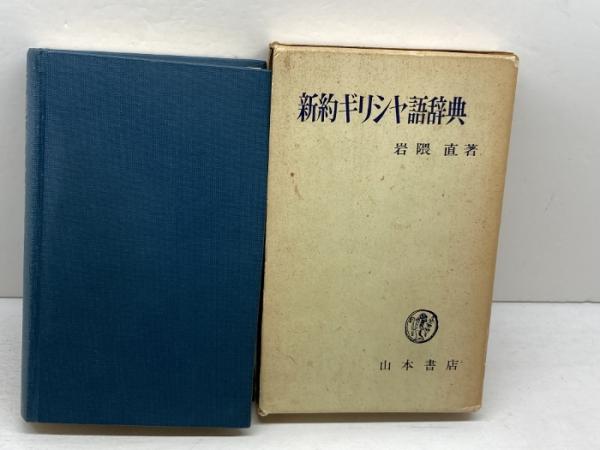 新約ギリシヤ語辞典
岩隈 直著
山本書店